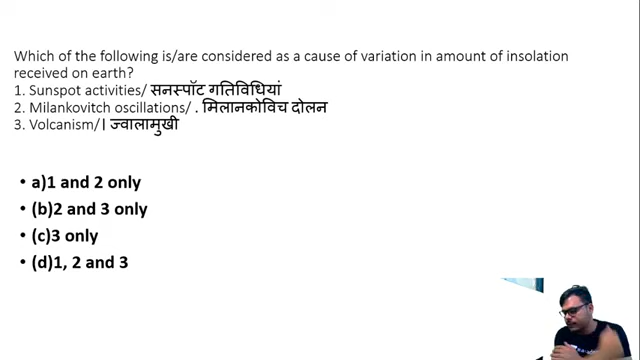 Which of the following is/are considered as a cause of variation in amount of insolation
received on earth?
1. Sunspot activities/ सनस्पॉट गतिविधियां
2. Milankovitch oscillations/ . मिलानकोविच दोलन
3. Volcanism/। ज्वालामुखी
• a)1 and 2 only
• (b)2 and 3 only
• (c)3 only
• (d)1, 2 and 3